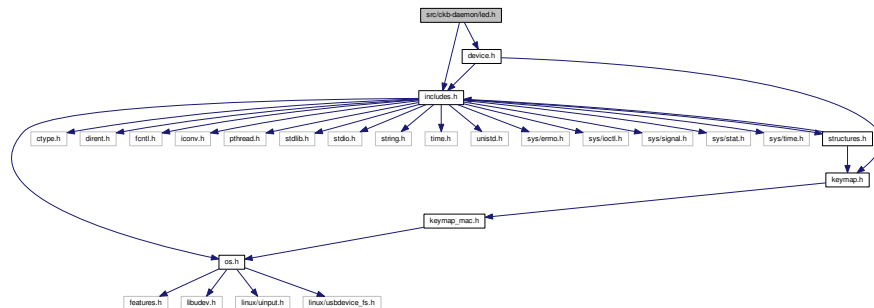 src/ckb-daemon/led.h
device.h
includes.h
ctype.h dirent.h fcntl.h iconv.h pthread.h stdlib.h stdio.h string.h time.h unistd.h sys/errno.h sys/ioctl.h sys/signal.h sys/stat.h sys/time.h structures.h
keymap.h
keymap_mac.h
os.h
features.h libudev.h linux/uinput.h linux/usbdevice_fs.h